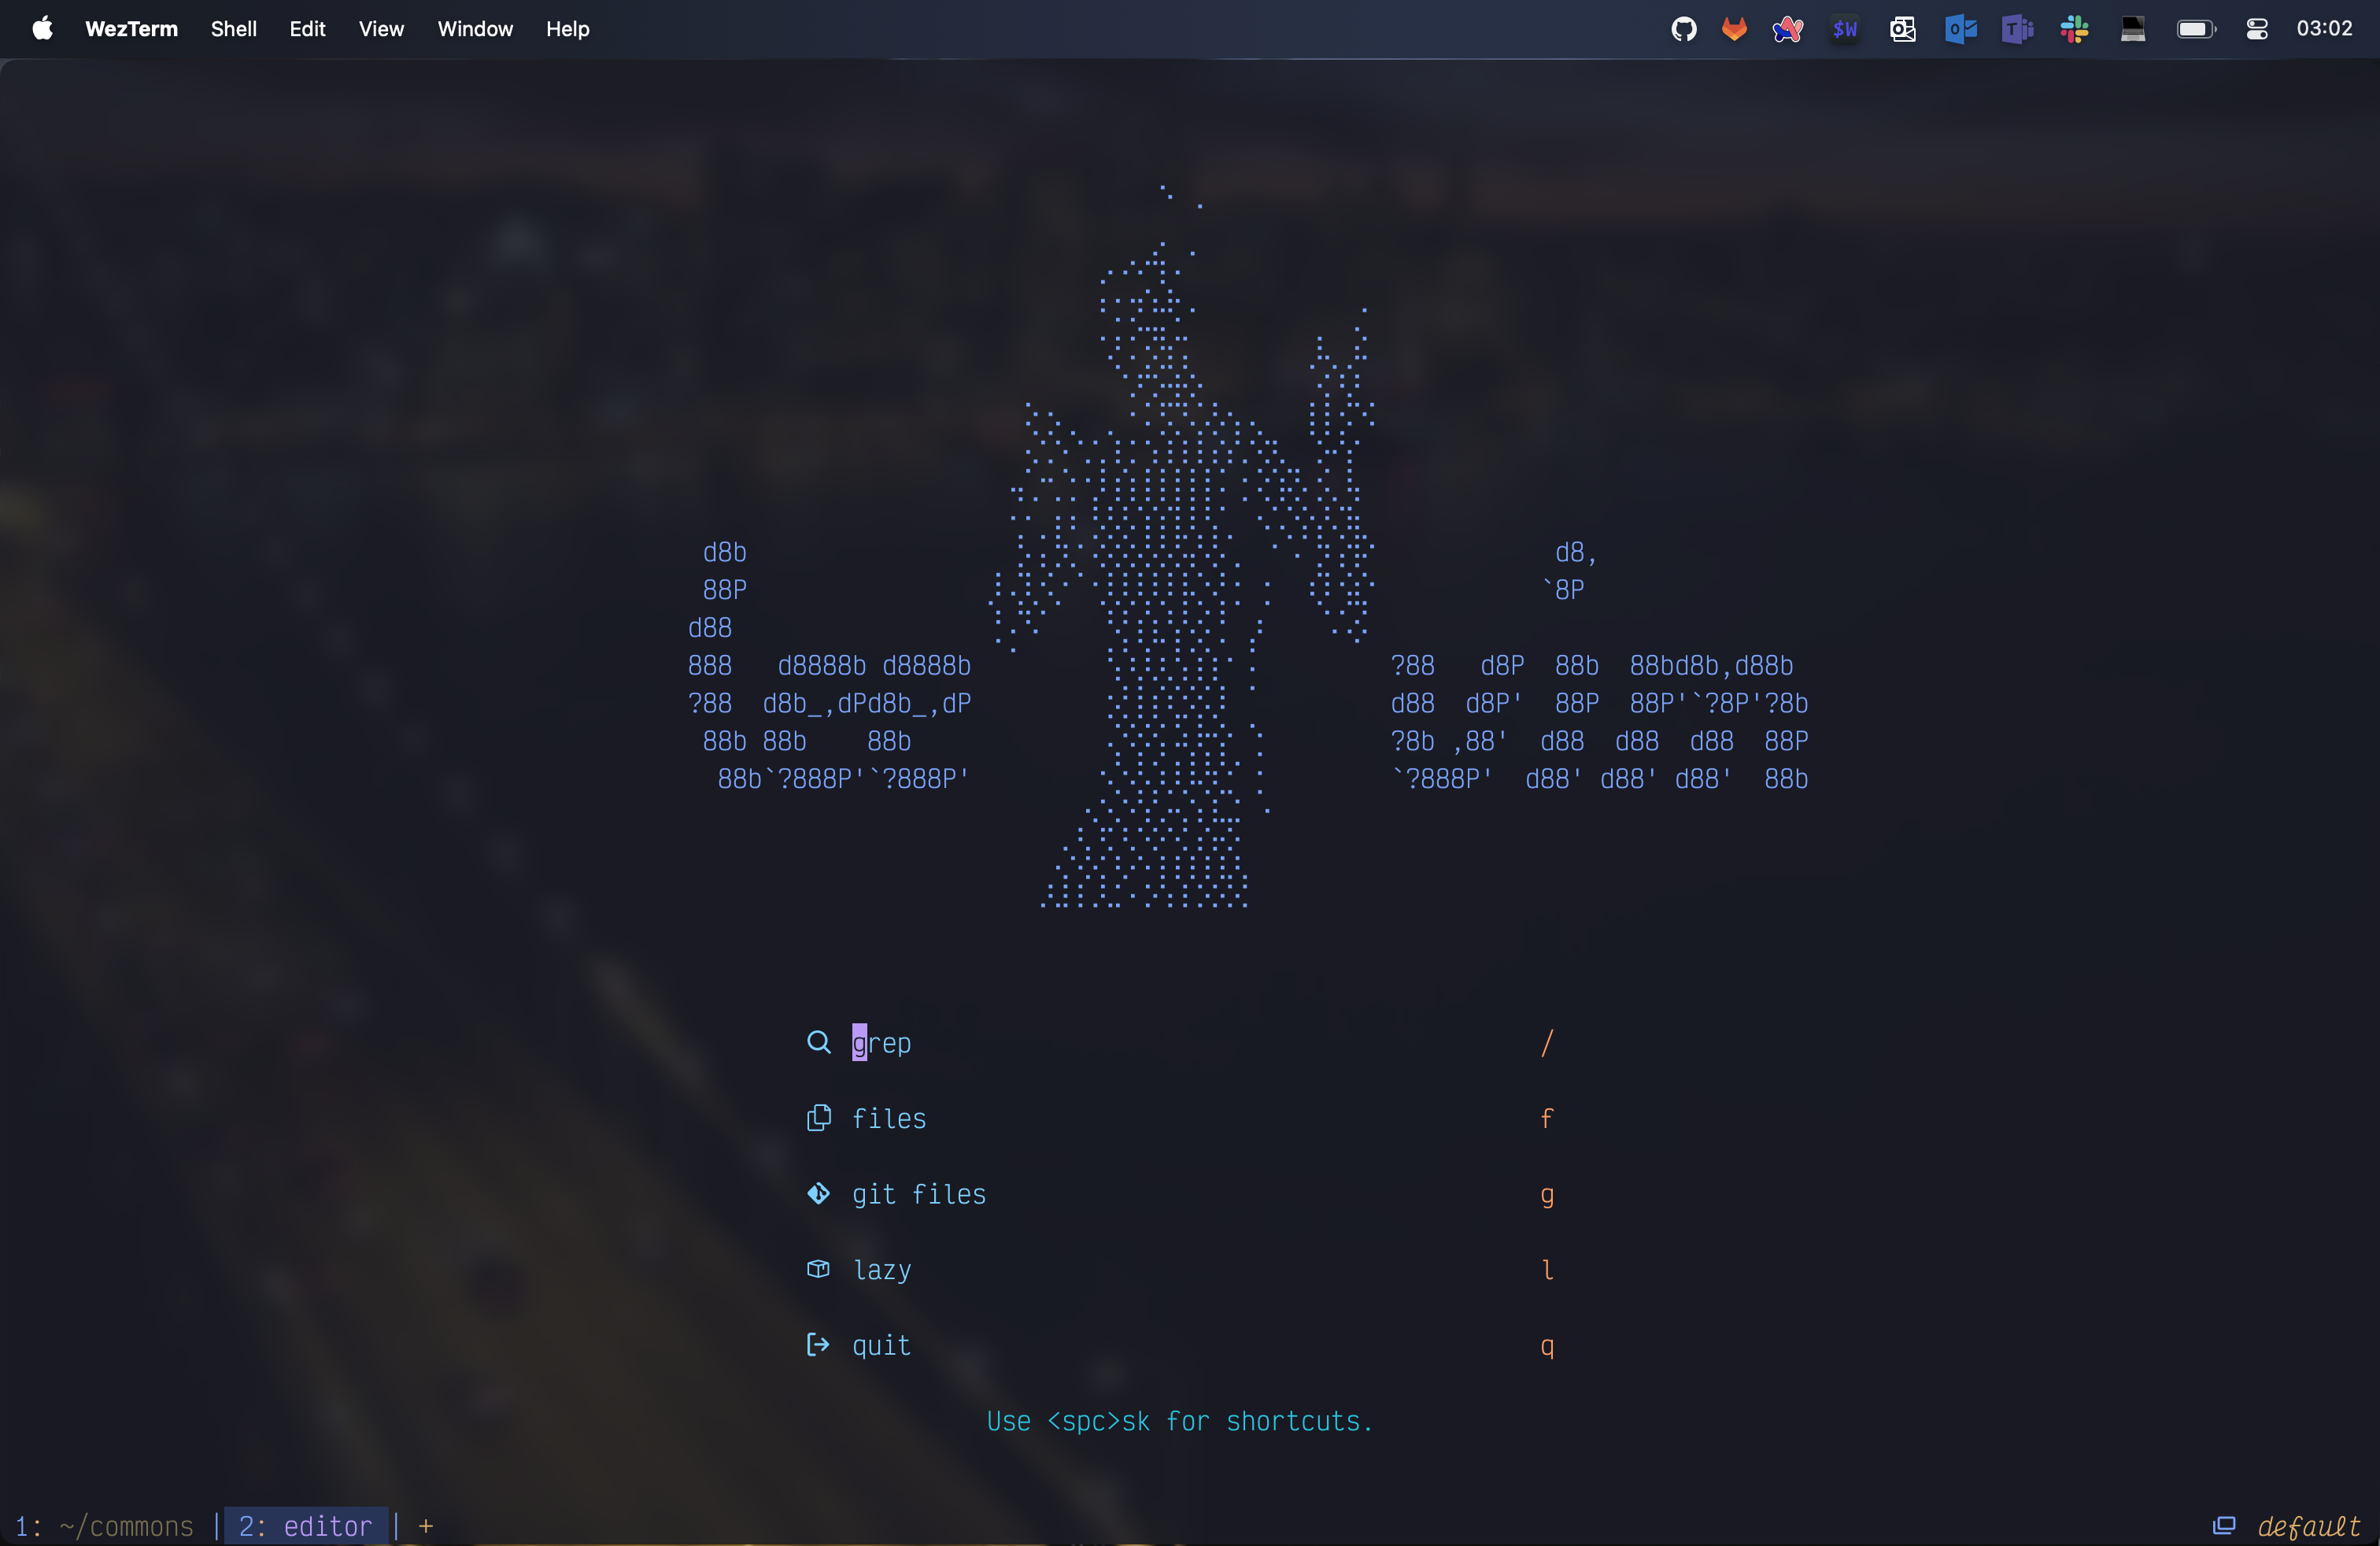 WezTerm Shell Edit View Window Help $W 03:02
d8b d8,
88P `8P
d88
888   d8888b d8888b ?88   d8P  88b  88bd8b,d88b
?88  d8b_,dPd8b_,dP d88  d8P'  88P  88P'`?8P'?8b
88b 88b    88b ?8b ,88'  d88  d88  d88  88P
88b`?888P'`?888P' `?888P'  d88' d88' d88'  88b
grep /
files f
git files g
lazy l
quit q
Use <spc>sk for shortcuts.
1: ~/commons | 2: editor | + default